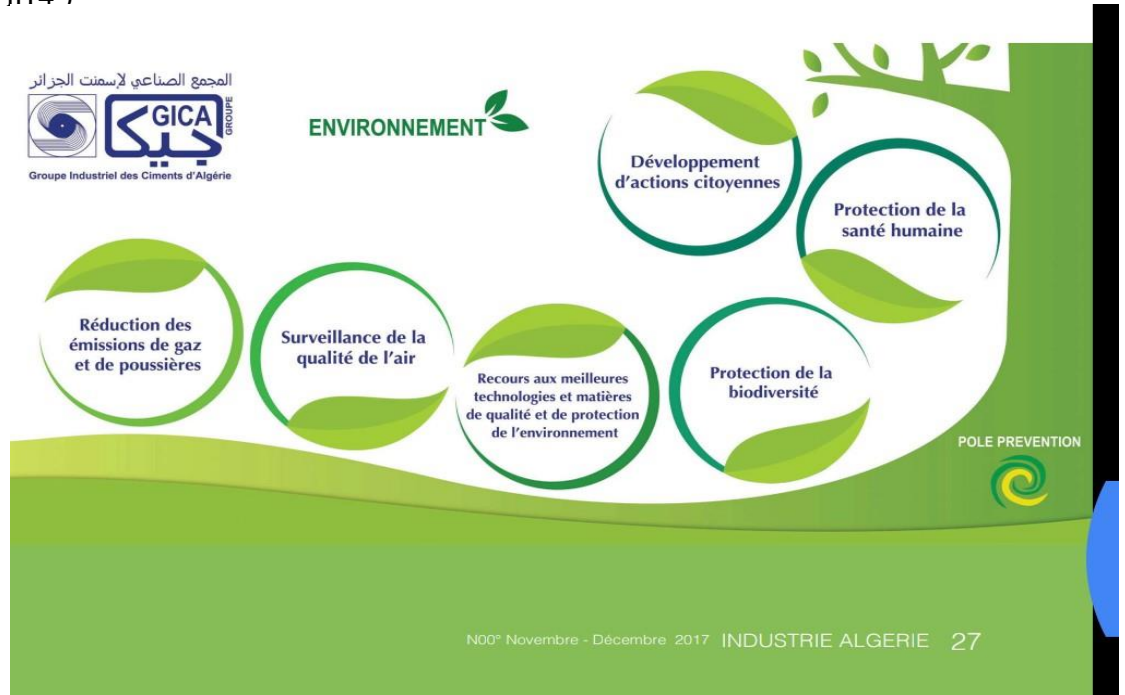 المجمع الصناعي لإسمنت الجزائر
GICA
جيكا
GROUPE
Groupe Industriel des Ciments d'Algérie
ENVIRONNEMENT
Développement
d'actions citoyennes
Protection de la
santé humaine
Réduction des
émissions de gaz
et de poussières
Surveillance de la
qualité de l'air
Recours aux meilleures
technologies et matières
de qualité et de protection
de l'environnement
Protection de la
biodiversité
POLE PREVENTION
N00° Novembre - Décembre 2017 INDUSTRIE ALGERIE 27